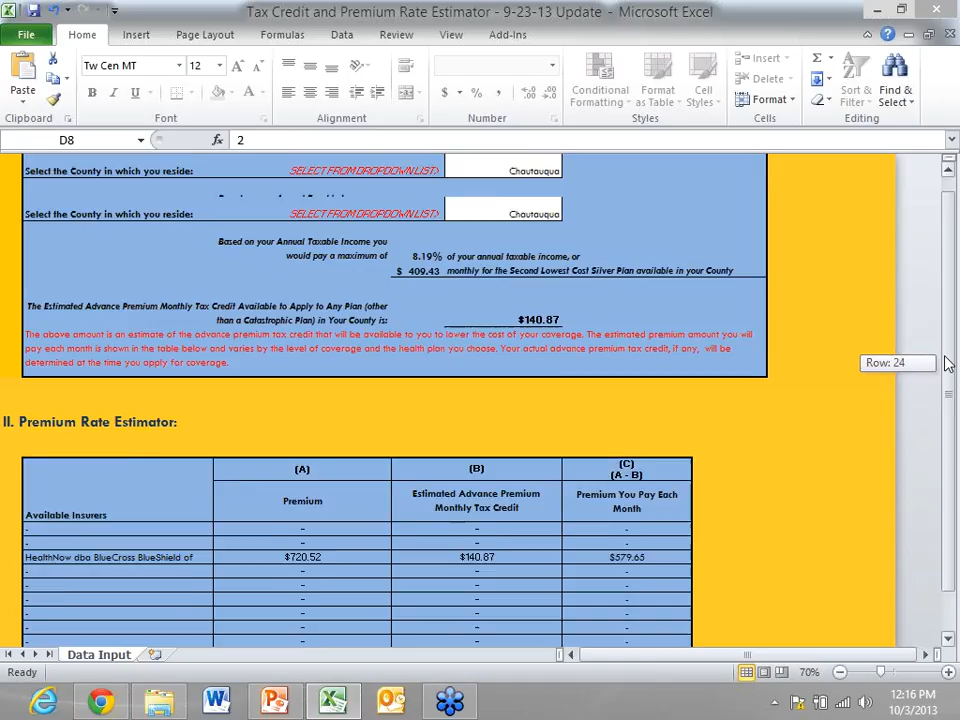 Tax Credit and Premium Rate Estimator - 9-23-13 Update - Microsoft Excel
File Home Insert Page Layout Formulas Data Review View Add-Ins
Paste
Tw Cen MT 12
B I U A
$ % ,
Conditional Formatting
Format as Table
Cell Styles
Insert
Delete
Format
Sort & Filter
Find & Select
Clipboard Font Alignment Number Styles Cells Editing
D8 fx 2
Select the County in which you reside: SELECT FROM DROPDOWN LIST> Chautauqua
Select the County in which you reside: SELECT FROM DROPDOWN LIST> Chautauqua
Based on your Annual Taxable Income you
would pay a maximum of 8.19% of your annual taxable income, or
$ 409.43 monthly for the Second Lowest Cost Silver Plan available in your County
The Estimated Advance Premium Monthly Tax Credit Available to Apply to Any Plan (other
than a Catastrophic Plan) in Your County is: $140.87
The above amount is an estimate of the advance premium tax credit that will be available to you to lower the cost of your coverage. The estimated premium amount you will
pay each month is shown in the table below and varies by the level of coverage and the health plan you choose. Your actual advance premium tax credit, if any, will be
determined at the time you apply for coverage.
Row: 24
II. Premium Rate Estimator:
(A) (B) (C)
(A - B)
Available Insurers Premium Estimated Advance Premium Monthly Tax Credit Premium You Pay Each Month
- - - -
- - - -
HealthNow dba BlueCross BlueShield of $720.52 $140.87 $579.65
- - - -
- - - -
- - - -
- - - -
- - - -
- - - -
Data Input
Ready 70%
12:16 PM
10/3/2013